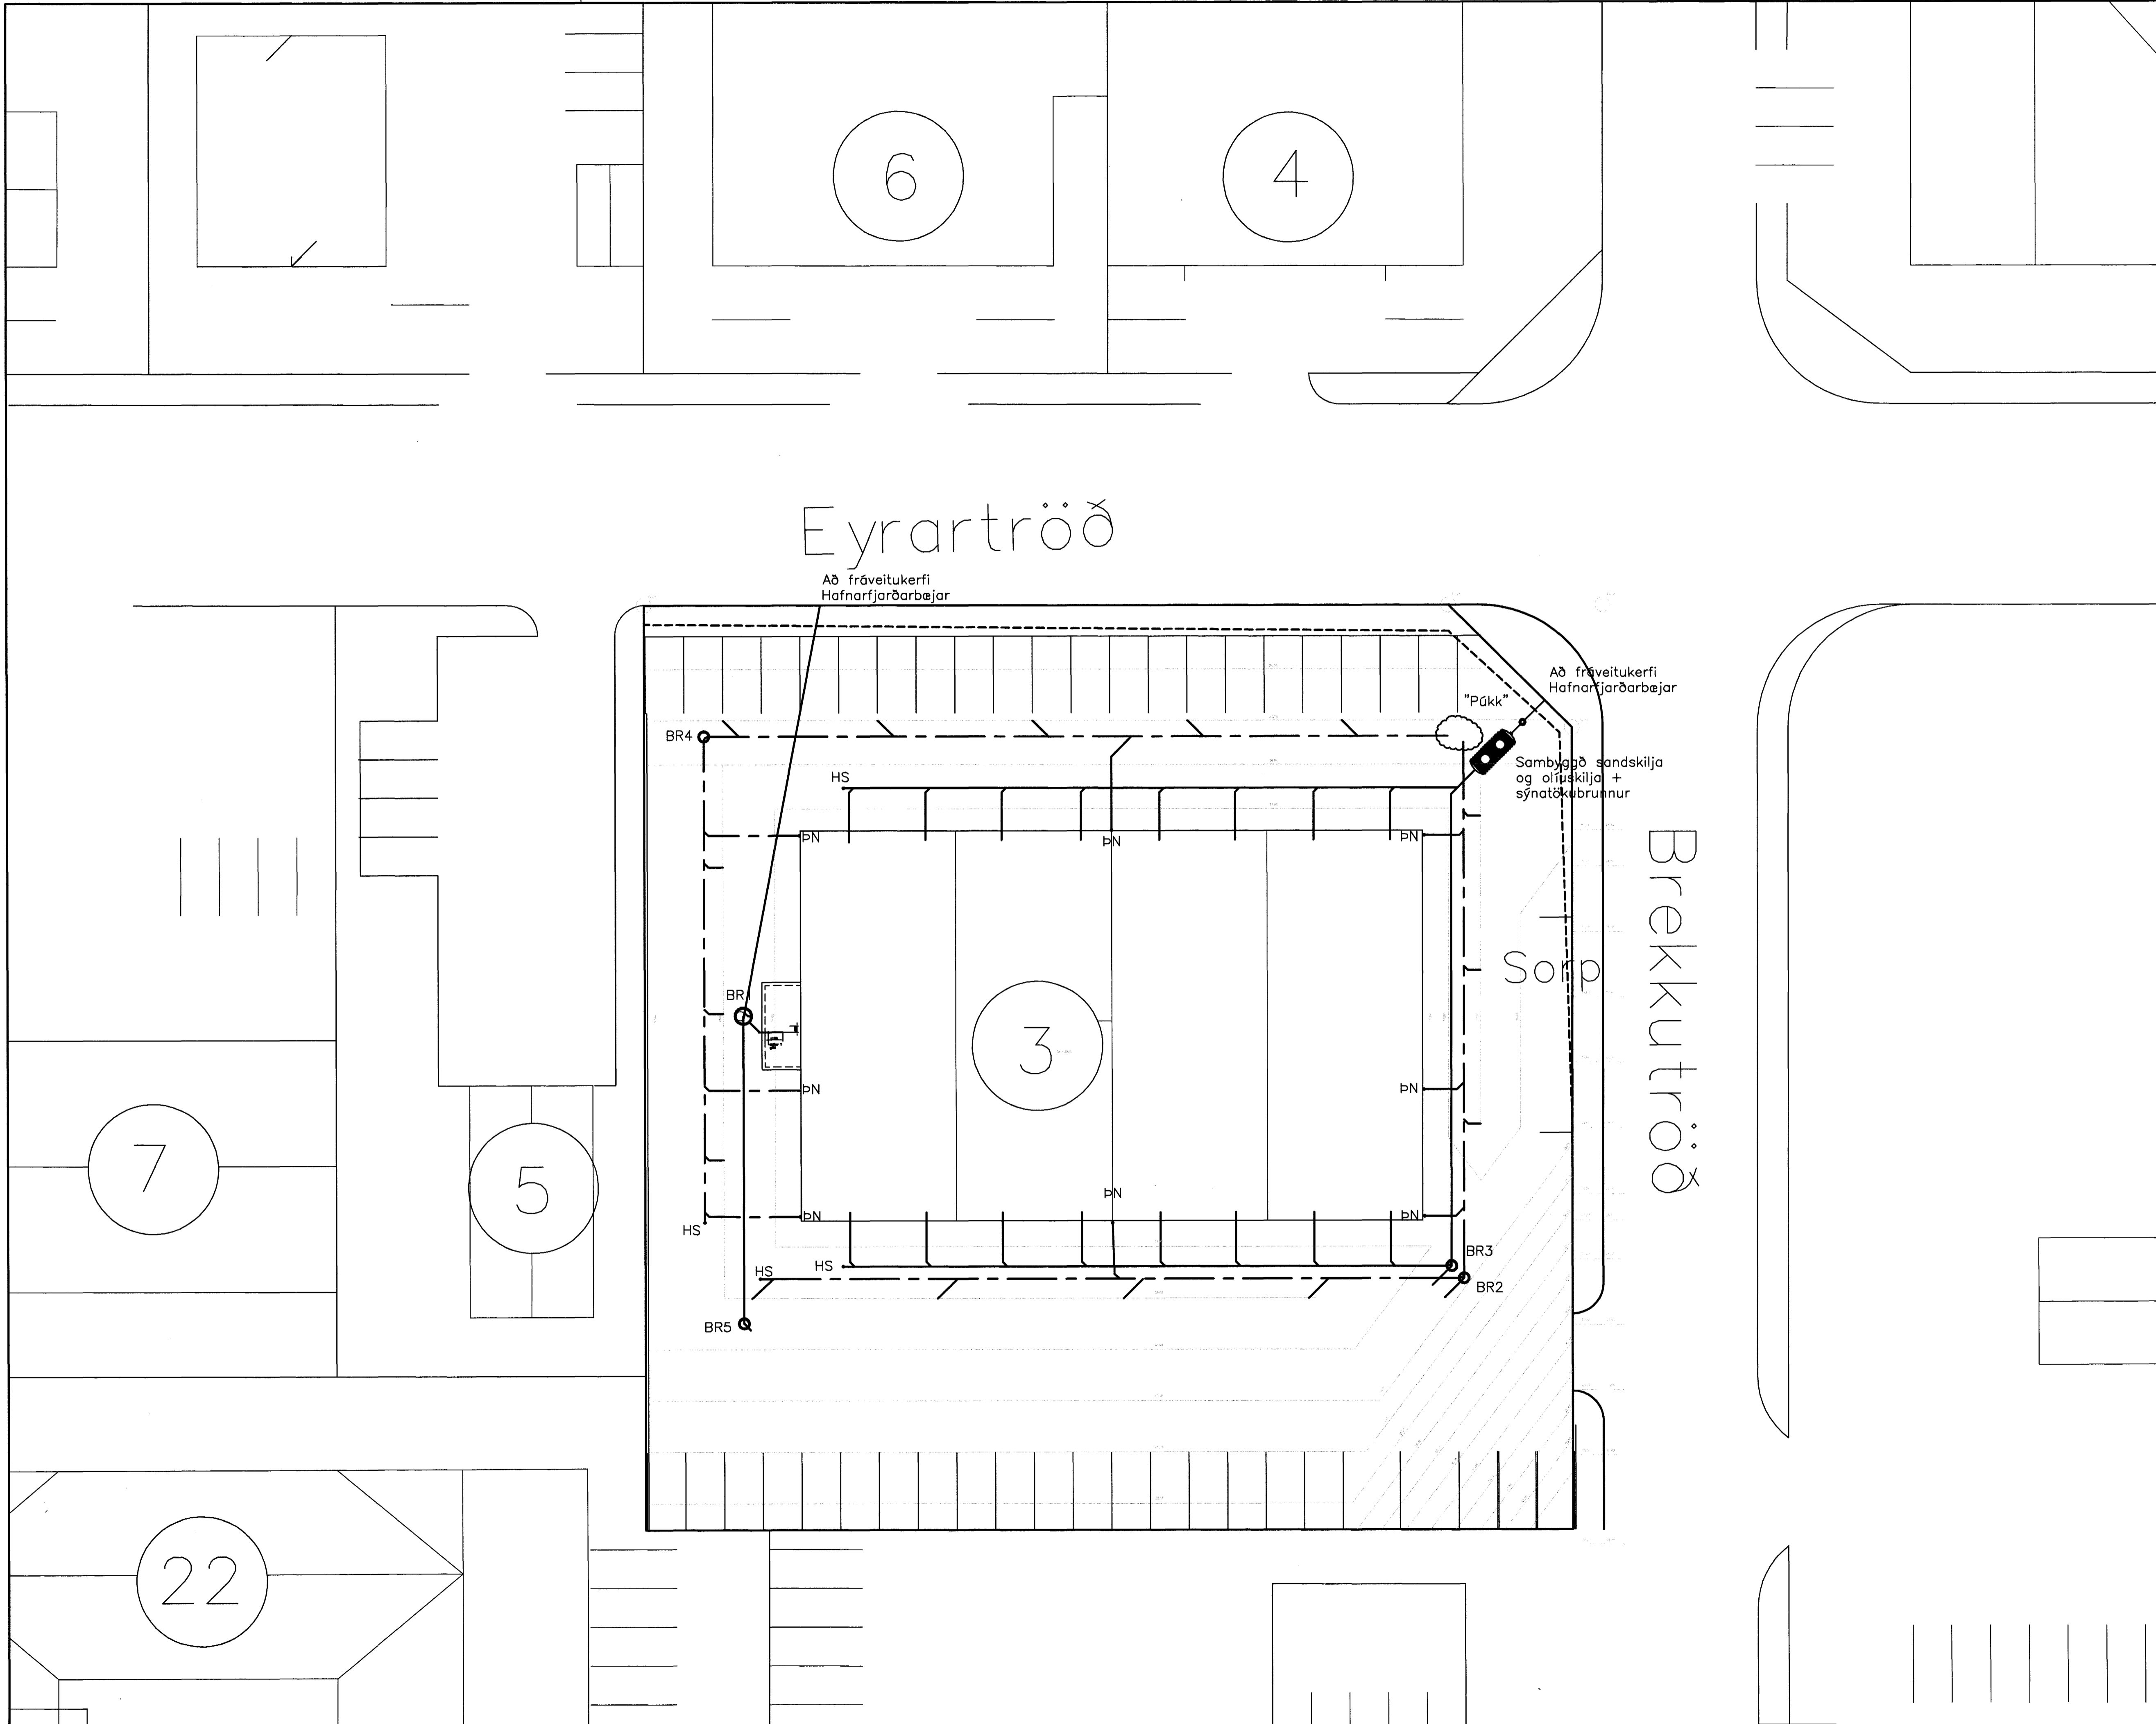 6
4
Eyrartröð
Að fráveitukerfi
Hafnarfjarðarbæjar
Að fráveitukerfi
Hafnarfjarðarbæjar
"Púkk"
BR4
HS
Sambyggð sandskilja
og olíuskilja +
sýnatökubrunnur
ÞN
ÞN
ÞN
Brekkutröð
Sorp
BR1
3
ÞN
ÞN
7
5
ÞN
ÞN
ÞN
HS
BR3
HS
HS
BR2
BR5
22